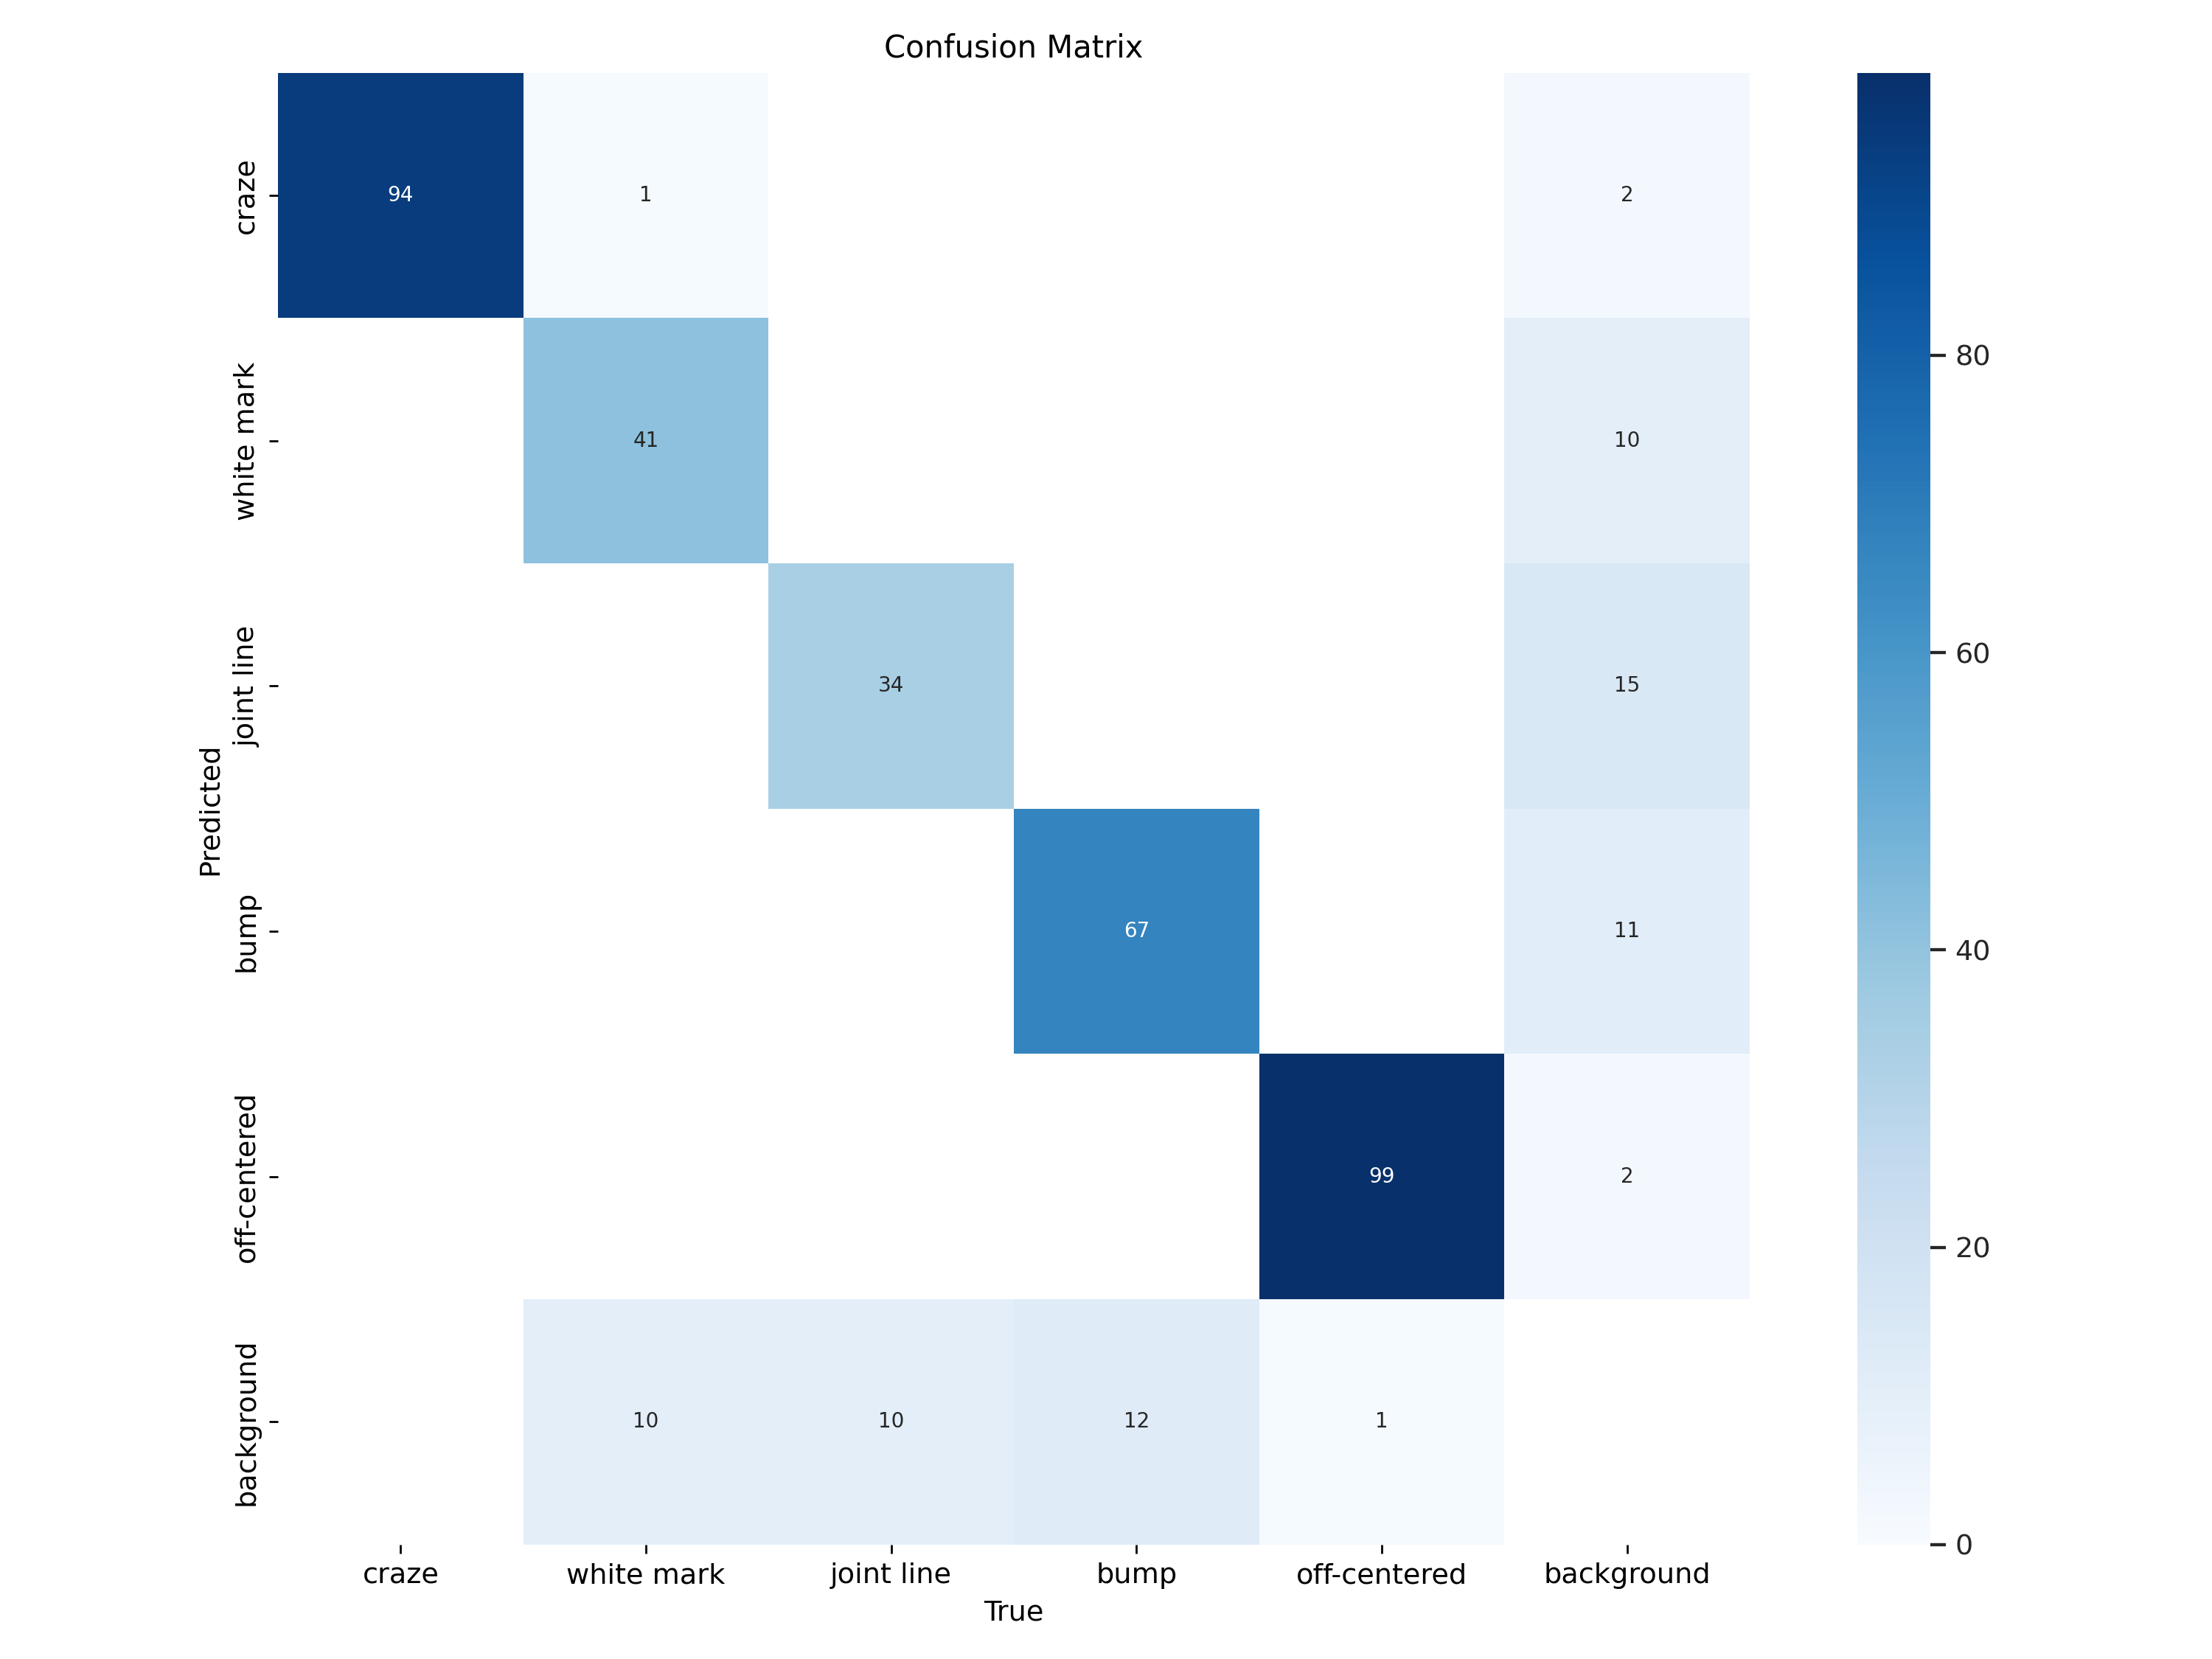 Confusion Matrix
craze
94
1
2
80
white mark
41
10
60
joint line
34
15
Predicted
bump
67
11
40
off-centered
99
2
20
background
10
10
12
1
0
craze
white mark
joint line
bump
off-centered
background
True